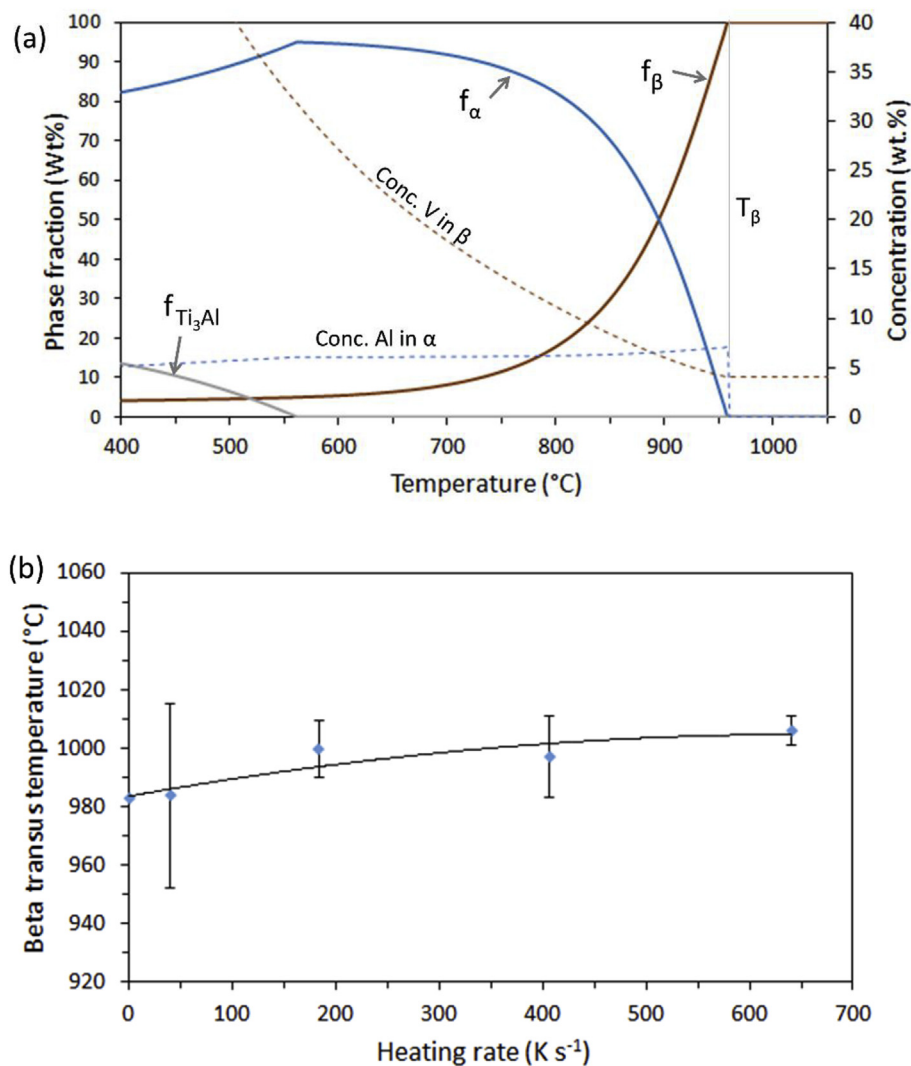 (a)
100
90
80
70
60
50
40
30
20
10
0
Phase fraction (Wt%)
40
35
30
25
20
15
10
5
0
Concentration (wt.%)
fα
fβ
Conc. V in β
Tβ
fTi₃Al
Conc. Al in α
400 500 600 700 800 900 1000
Temperature (°C)
(b)
1060
1040
1020
1000
980
960
940
920
Beta transus temperature (°C)
0 100 200 300 400 500 600 700
Heating rate (K s⁻¹)